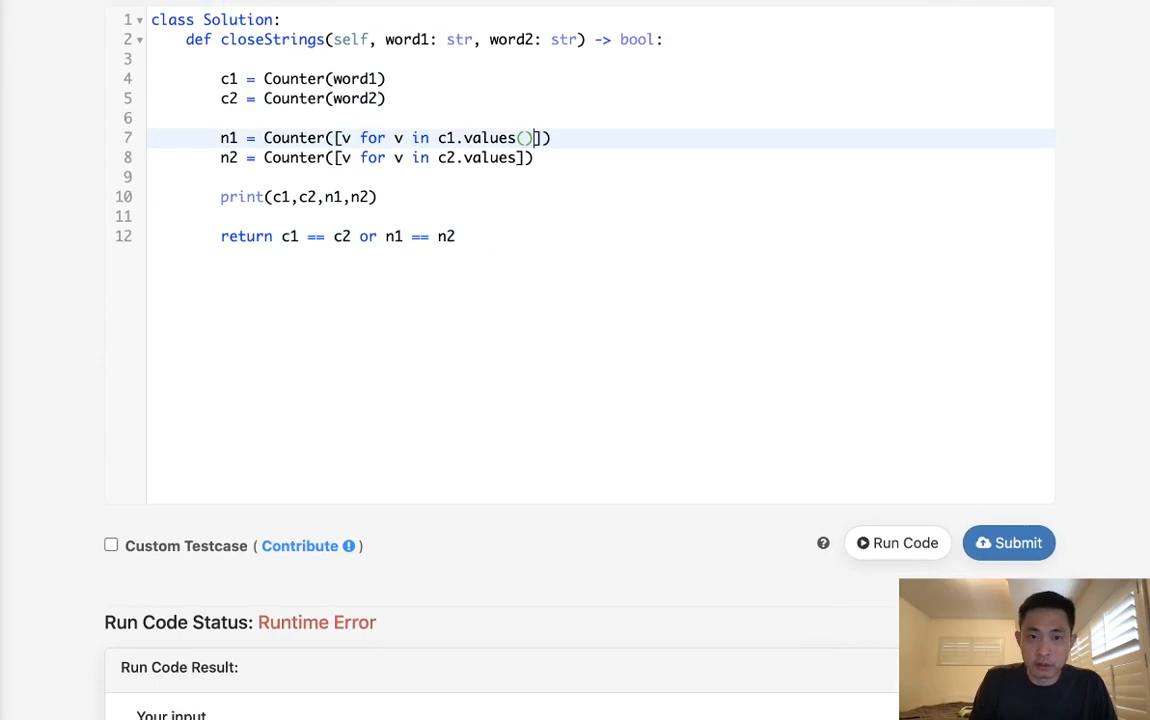 1 class Solution:
2 def closeStrings(self, word1: str, word2: str) -> bool:
3
4 c1 = Counter(word1)
5 c2 = Counter(word2)
6
7 n1 = Counter([v for v in c1.values()])
8 n2 = Counter([v for v in c2.values])
9
10 print(c1,c2,n1,n2)
11
12 return c1 == c2 or n1 == n2
Custom Testcase ( Contribute ! )
? Run Code Submit
Run Code Status: Runtime Error
Run Code Result:
Your input